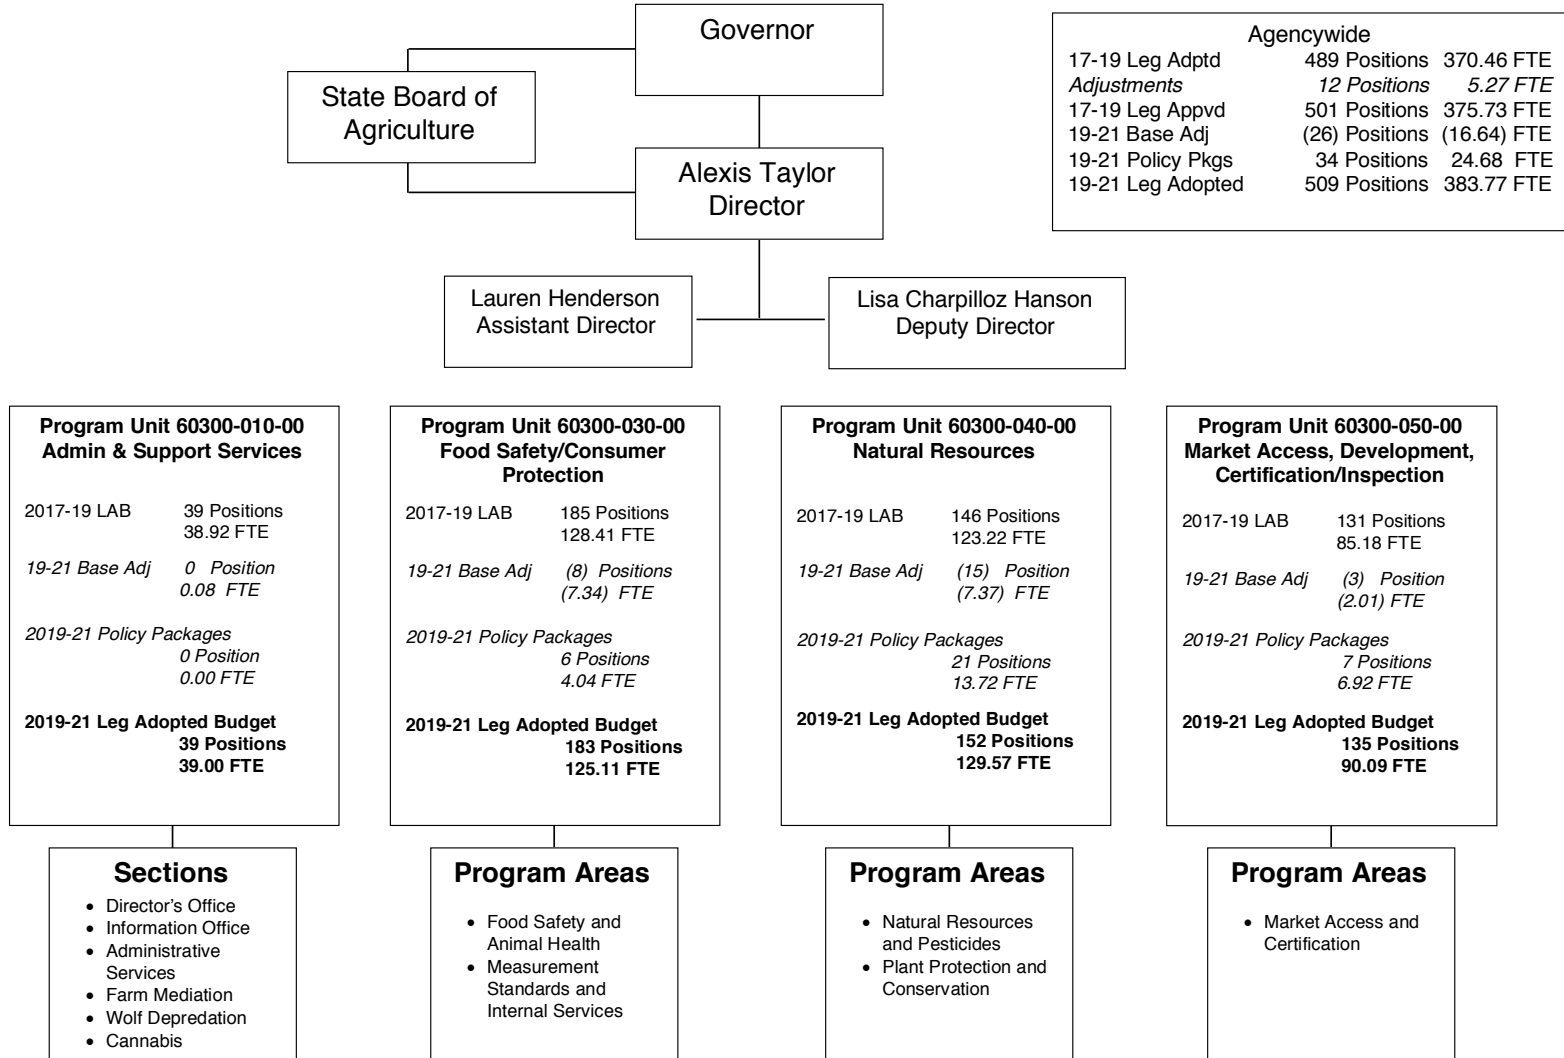 Governor
State Board of
Agriculture
Alexis Taylor
Director
Agencywide
17-19 Leg Adptd 489 Positions 370.46 FTE
Adjustments 12 Positions 5.27 FTE
17-19 Leg Appvd 501 Positions 375.73 FTE
19-21 Base Adj (26) Positions (16.64) FTE
19-21 Policy Pkgs 34 Positions 24.68 FTE
19-21 Leg Adopted 509 Positions 383.77 FTE
Lauren Henderson
Assistant Director
Lisa Charpilloz Hanson
Deputy Director
Program Unit 60300-010-00
Admin & Support Services
2017-19 LAB 39 Positions
38.92 FTE
19-21 Base Adj 0 Position
0.08 FTE
2019-21 Policy Packages
0 Position
0.00 FTE
2019-21 Leg Adopted Budget
39 Positions
39.00 FTE
Program Unit 60300-030-00
Food Safety/Consumer
Protection
2017-19 LAB 185 Positions
128.41 FTE
19-21 Base Adj (8) Positions
(7.34) FTE
2019-21 Policy Packages
6 Positions
4.04 FTE
2019-21 Leg Adopted Budget
183 Positions
125.11 FTE
Program Unit 60300-040-00
Natural Resources
2017-19 LAB 146 Positions
123.22 FTE
19-21 Base Adj (15) Position
(7.37) FTE
2019-21 Policy Packages
21 Positions
13.72 FTE
2019-21 Leg Adopted Budget
152 Positions
129.57 FTE
Program Unit 60300-050-00
Market Access, Development,
Certification/Inspection
2017-19 LAB 131 Positions
85.18 FTE
19-21 Base Adj (3) Position
(2.01) FTE
2019-21 Policy Packages
7 Positions
6.92 FTE
2019-21 Leg Adopted Budget
135 Positions
90.09 FTE
Sections
• Director's Office
• Information Office
• Administrative
Services
• Farm Mediation
• Wolf Depredation
• Cannabis
Program Areas
• Food Safety and
Animal Health
• Measurement
Standards and
Internal Services
Program Areas
• Natural Resources
and Pesticides
• Plant Protection and
Conservation
Program Areas
• Market Access and
Certification